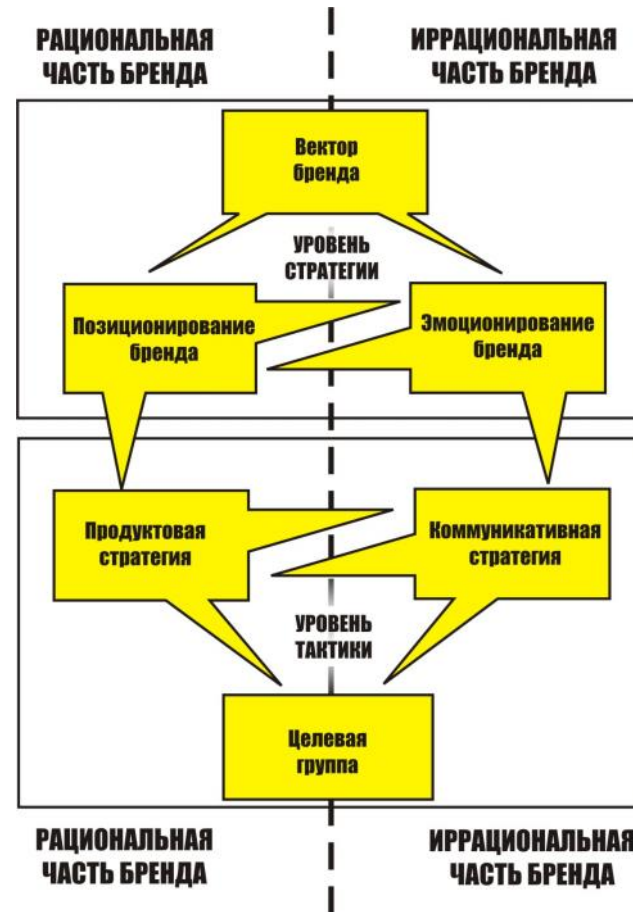 РАЦИОНАЛЬНАЯ
ЧАСТЬ БРЕНДА
ИРРАЦИОНАЛЬНАЯ
ЧАСТЬ БРЕНДА
Вектор
бренда
УРОВЕНЬ
СТРАТЕГИИ
Позиционирование
бренда
Эмоционирование
бренда
Продуктовая
стратегия
Коммуникативная
стратегия
УРОВЕНЬ
ТАКТИКИ
Целевая
группа
РАЦИОНАЛЬНАЯ
ЧАСТЬ БРЕНДА
ИРРАЦИОНАЛЬНАЯ
ЧАСТЬ БРЕНДА